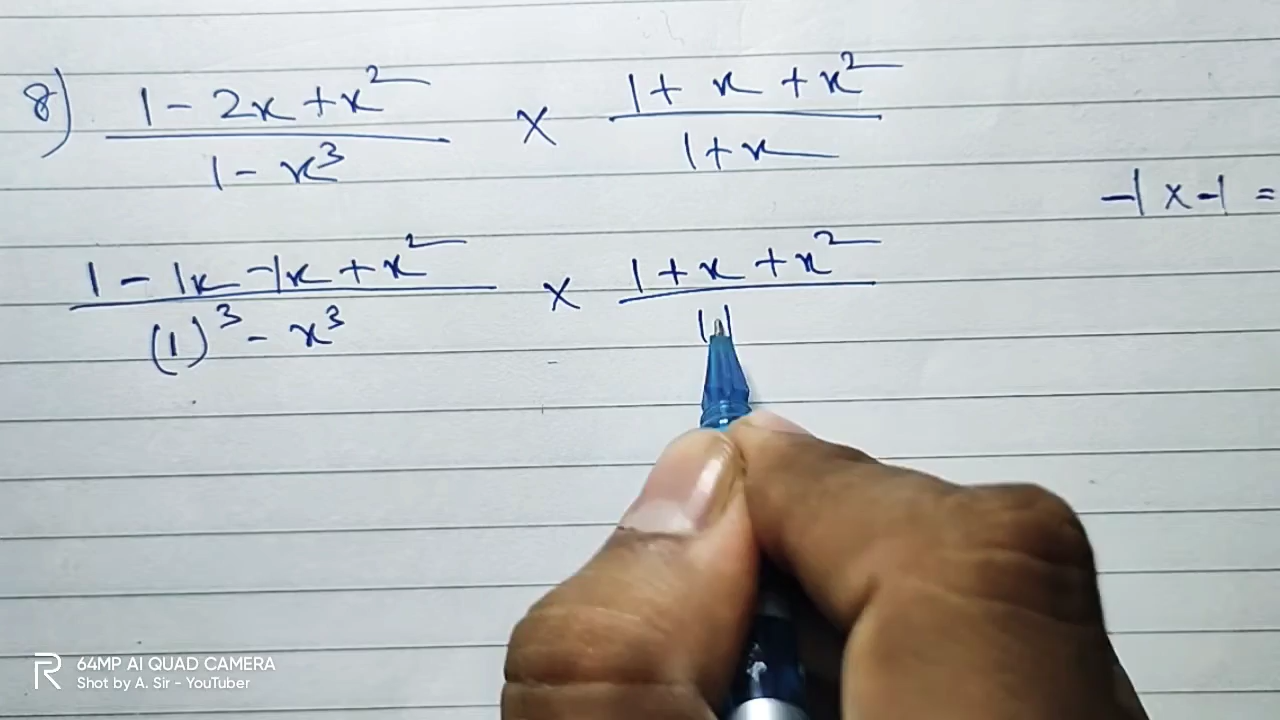 8) (1 - 2x + x²)/(1 - x³) × (1 + x + x²)/(1 + x)
-1 × -1 =
(1 - 1x - 1x + x²)/((1)³ - x³) × (1 + x + x²)/(1
64MP AI QUAD CAMERA
Shot by A. Sir - YouTuber